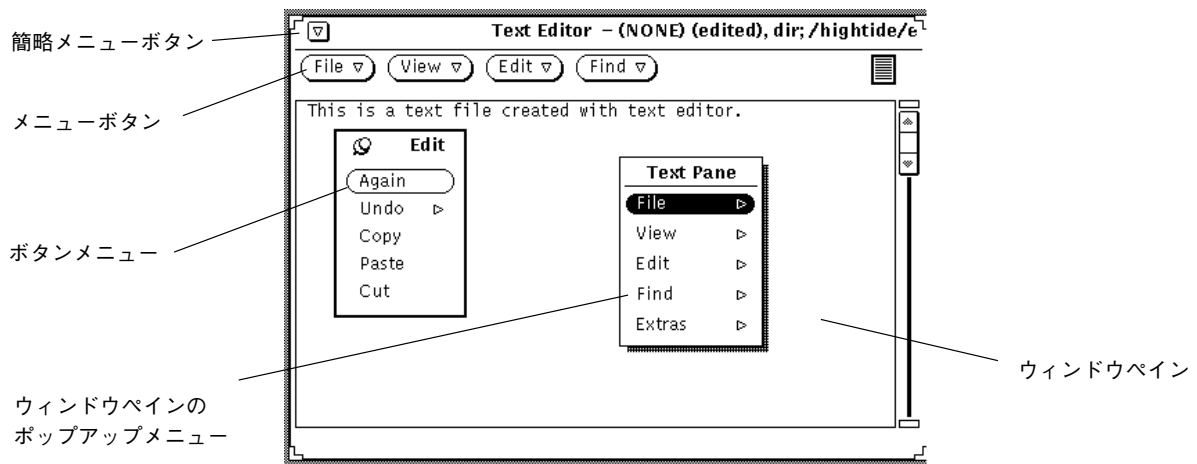 簡略メニューボタン
Text Editor – (NONE) (edited), dir; /hightide/e
File View Edit Find
メニューボタン
This is a text file created with text editor.
Edit
Again
Undo
Copy
Paste
Cut
ボタンメニュー
Text Pane
File
View
Edit
Find
Extras
ウィンドウペイン
ウィンドウペインの
ポップアップメニュー